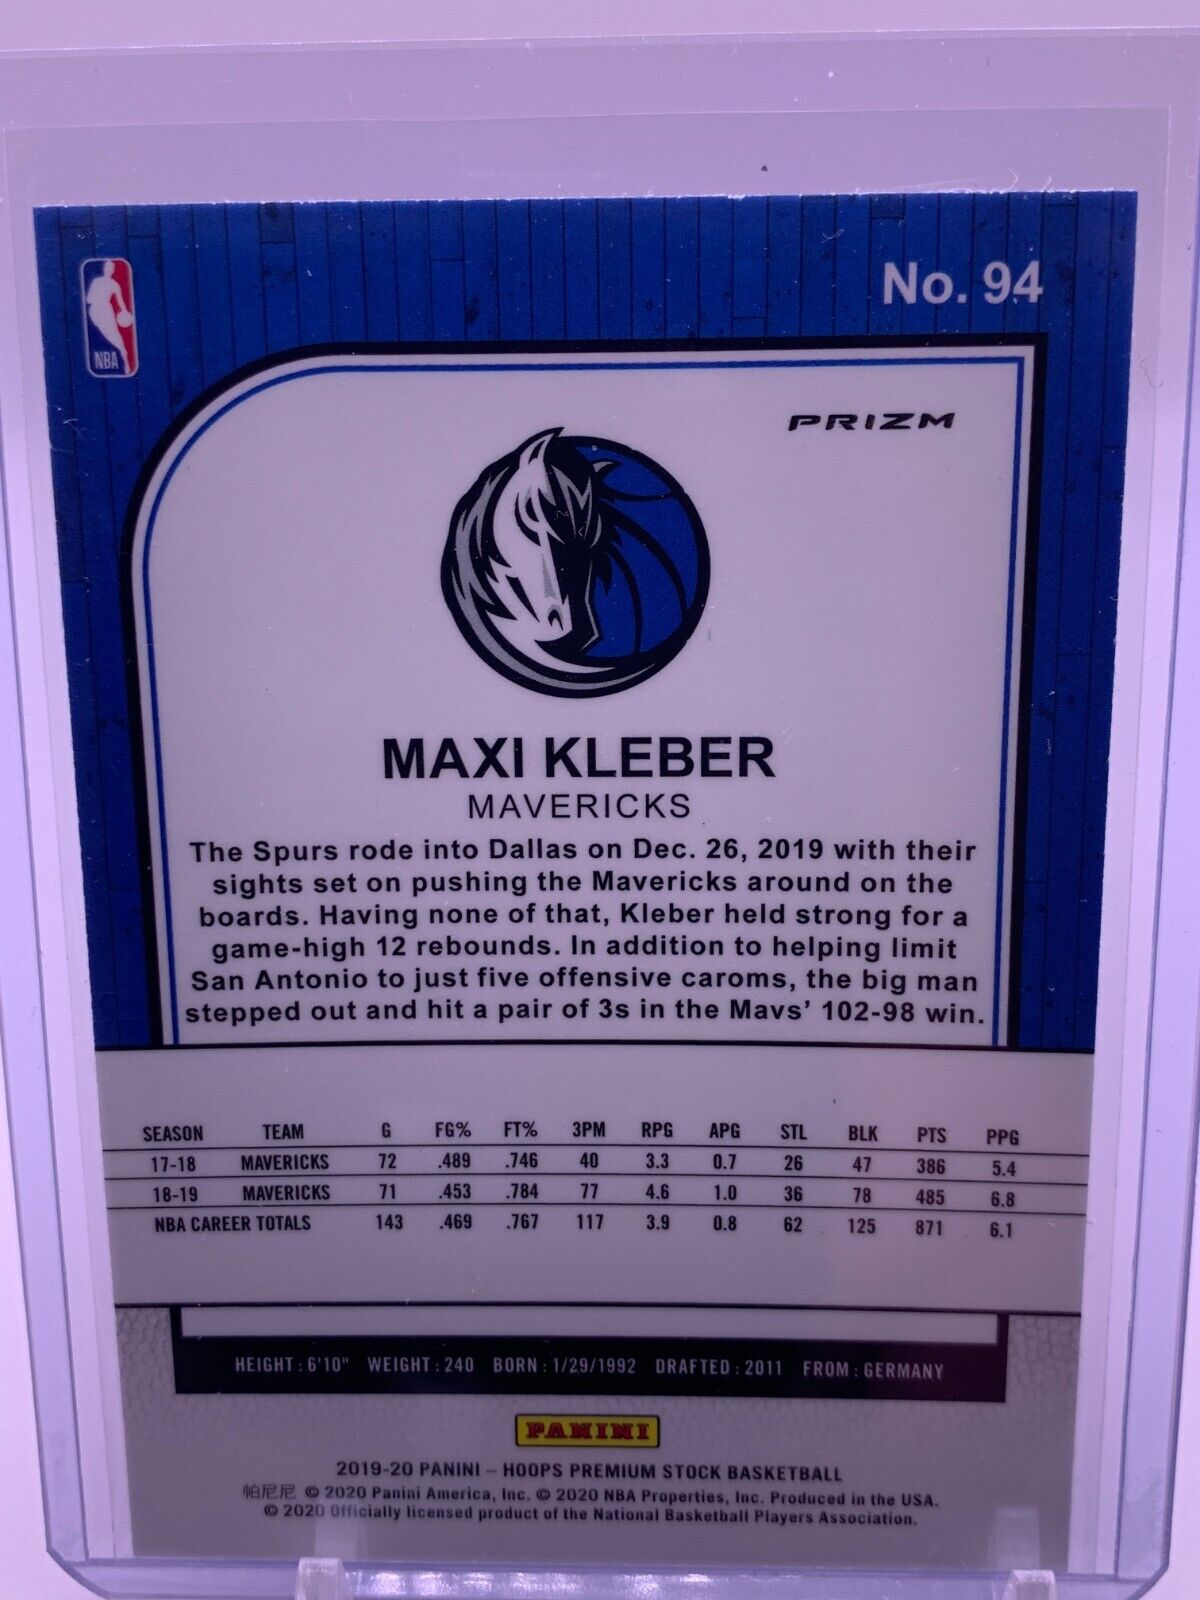 No. 94
NBA
PRIZM
MAXI KLEBER
MAVERICKS
The Spurs rode into Dallas on Dec. 26, 2019 with their
sights set on pushing the Mavericks around on the
boards. Having none of that, Kleber held strong for a
game-high 12 rebounds. In addition to helping limit
San Antonio to just five offensive caroms, the big man
stepped out and hit a pair of 3s in the Mavs’ 102-98 win.
SEASON TEAM G FG% FT% 3PM RPG APG STL BLK PTS PPG
17-18 MAVERICKS 72 .489 .746 40 3.3 0.7 26 47 386 5.4
18-19 MAVERICKS 71 .453 .784 77 4.6 1.0 36 78 485 6.8
NBA CAREER TOTALS 143 .469 .767 117 3.9 0.8 62 125 871 6.1
HEIGHT : 6'10" WEIGHT : 240 BORN : 1/29/1992 DRAFTED : 2011 FROM : GERMANY
PANINI
2019-20 PANINI – HOOPS PREMIUM STOCK BASKETBALL
帕尼尼 © 2020 Panini America, Inc. © 2020 NBA Properties, Inc. Produced in the USA.
© 2020 Officially licensed product of the National Basketball Players Association.